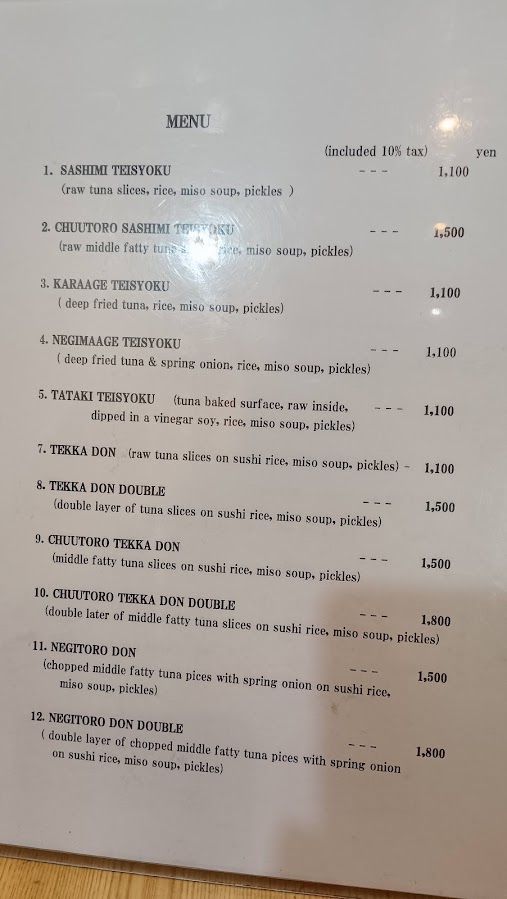 MENU
(included 10% tax) yen
1. SASHIMI TEISYOKU - - - 1,100
(raw tuna slices, rice, miso soup, pickles )
2. CHUUTORO SASHIMI TEISYOKU - - - 1,500
(raw middle fatty tuna rice, miso soup, pickles)
3. KARAAGE TEISYOKU - - - 1,100
( deep fried tuna, rice, miso soup, pickles)
4. NEGIMAAGE TEISYOKU - - - 1,100
( deep fried tuna & spring onion, rice, miso soup, pickles)
5. TATAKI TEISYOKU (tuna baked surface, raw inside, - - - 1,100
dipped in a vinegar soy, rice, miso soup, pickles)
7. TEKKA DON (raw tuna slices on sushi rice, miso soup, pickles) - 1,100
8. TEKKA DON DOUBLE - - - 1,500
(double layer of tuna slices on sushi rice, miso soup, pickles)
9. CHUUTORO TEKKA DON - - - 1,500
(middle fatty tuna slices on sushi rice, miso soup, pickles)
10. CHUUTORO TEKKA DON DOUBLE - - - 1,800
(double later of middle fatty tuna slices on sushi rice, miso soup, pickles)
11. NEGITORO DON - - - 1,500
(chopped middle fatty tuna pices with spring onion on sushi rice,
miso soup, pickles)
12. NEGITORO DON DOUBLE - - - 1,800
( double layer of chopped middle fatty tuna pices with spring onion
on sushi rice, miso soup, pickles)